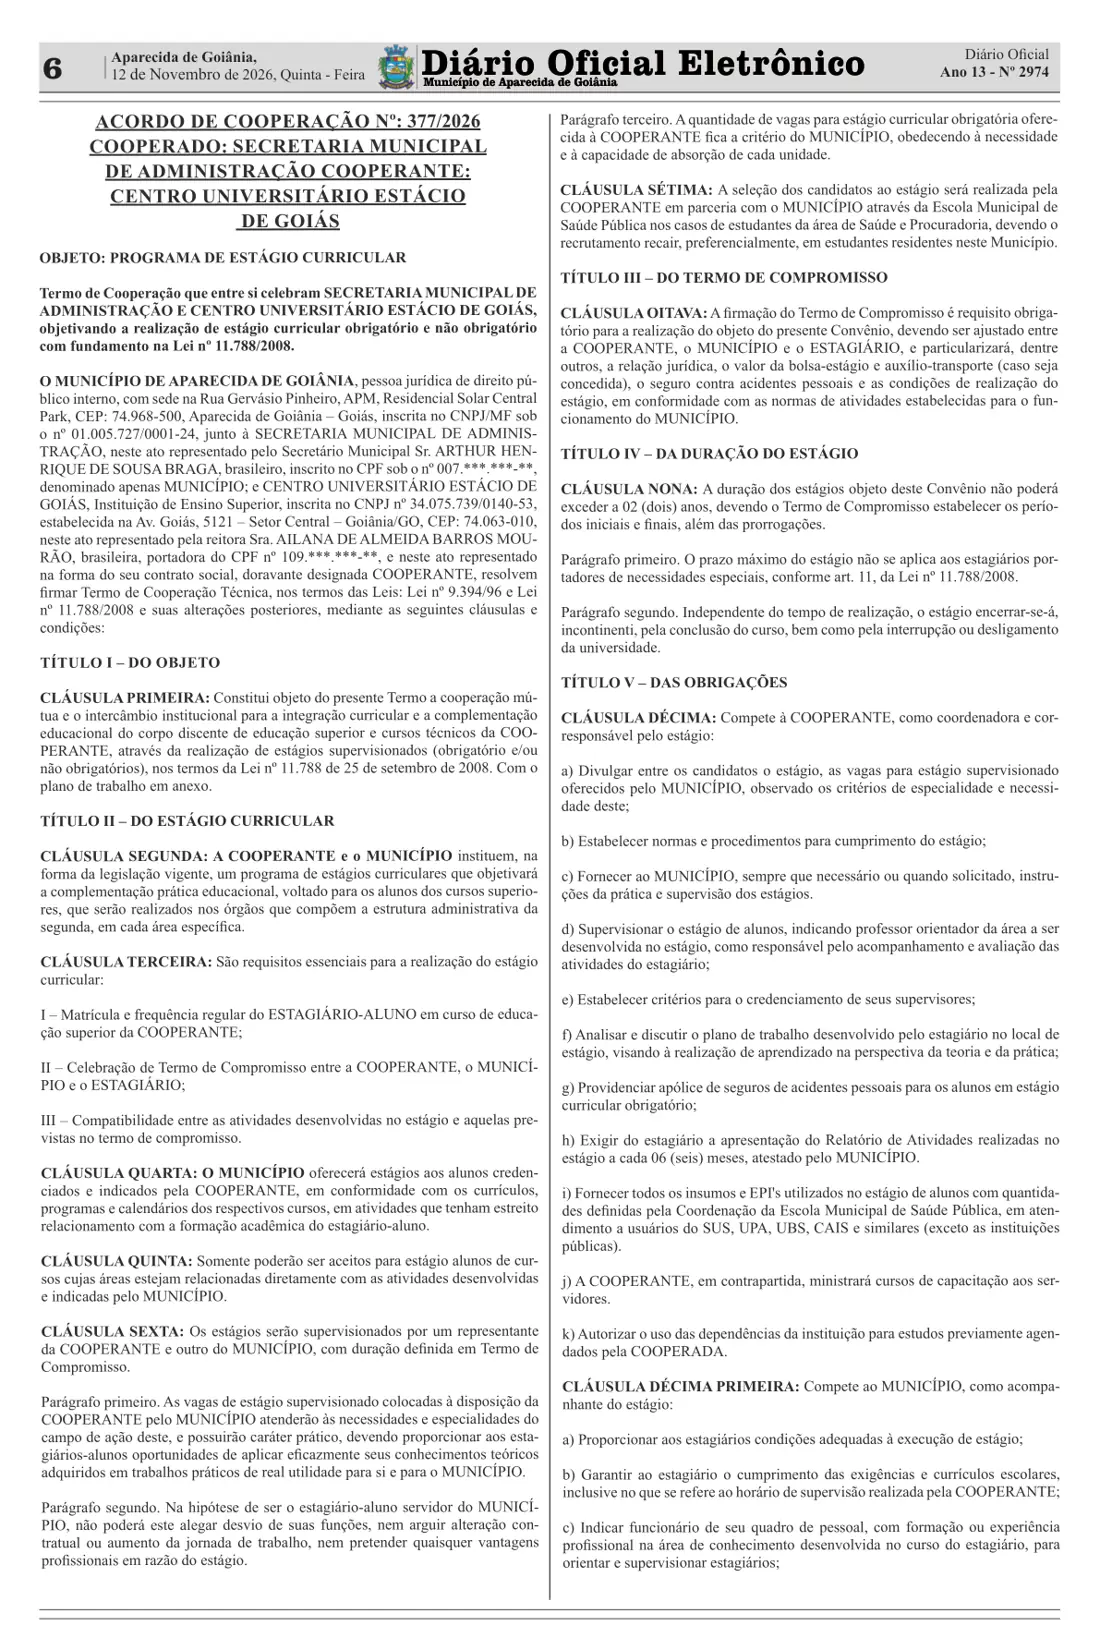 6
Aparecida de Goiânia,
12 de Novembro de 2026, Quinta - Feira
Diário Oficial Eletrônico
Município de Aparecida de Goiânia
Diário Oficial
Ano 13 - Nº 2974
ACORDO DE COOPERAÇÃO Nº: 377/2026
COOPERADO: SECRETARIA MUNICIPAL
DE ADMINISTRAÇÃO COOPERANTE:
CENTRO UNIVERSITÁRIO ESTÁCIO
DE GOIÁS
OBJETO: PROGRAMA DE ESTÁGIO CURRICULAR
Termo de Cooperação que entre si celebram SECRETARIA MUNICIPAL DE
ADMINISTRAÇÃO E CENTRO UNIVERSITÁRIO ESTÁCIO DE GOIÁS,
objetivando a realização de estágio curricular obrigatório e não obrigatório
com fundamento na Lei nº 11.788/2008.
O MUNICÍPIO DE APARECIDA DE GOIÂNIA, pessoa jurídica de direito pú-
blico interno, com sede na Rua Gervásio Pinheiro, APM, Residencial Solar Central
Park, CEP: 74.968-500, Aparecida de Goiânia – Goiás, inscrita no CNPJ/MF sob
o nº 01.005.727/0001-24, junto à SECRETARIA MUNICIPAL DE ADMINIS-
TRAÇÃO, neste ato representado pelo Secretário Municipal Sr. ARTHUR HEN-
RIQUE DE SOUSA BRAGA, brasileiro, inscrito no CPF sob o nº 007.***.***-**,
denominado apenas MUNICÍPIO; e CENTRO UNIVERSITÁRIO ESTÁCIO DE
GOIÁS, Instituição de Ensino Superior, inscrita no CNPJ nº 34.075.739/0140-53,
estabelecida na Av. Goiás, 5121 – Setor Central – Goiânia/GO, CEP: 74.063-010,
neste ato representado pela reitora Sra. AILANA DE ALMEIDA BARROS MOU-
RÃO, brasileira, portadora do CPF nº 109.***.***-**, e neste ato representado
na forma do seu contrato social, doravante designada COOPERANTE, resolvem
firmar Termo de Cooperação Técnica, nos termos das Leis: Lei nº 9.394/96 e Lei
nº 11.788/2008 e suas alterações posteriores, mediante as seguintes cláusulas e
condições:
TÍTULO I – DO OBJETO
CLÁUSULA PRIMEIRA: Constitui objeto do presente Termo a cooperação mú-
tua e o intercâmbio institucional para a integração curricular e a complementação
educacional do corpo discente de educação superior e cursos técnicos da COO-
PERANTE, através da realização de estágios supervisionados (obrigatório e/ou
não obrigatórios), nos termos da Lei nº 11.788 de 25 de setembro de 2008. Com o
plano de trabalho em anexo.
TÍTULO II – DO ESTÁGIO CURRICULAR
CLÁUSULA SEGUNDA: A COOPERANTE e o MUNICÍPIO instituem, na
forma da legislação vigente, um programa de estágios curriculares que objetivará
a complementação prática educacional, voltado para os alunos dos cursos superio-
res, que serão realizados nos órgãos que compõem a estrutura administrativa da
segunda, em cada área específica.
CLÁUSULA TERCEIRA: São requisitos essenciais para a realização do estágio
curricular:
I – Matrícula e frequência regular do ESTAGIÁRIO-ALUNO em curso de educa-
ção superior da COOPERANTE;
II – Celebração de Termo de Compromisso entre a COOPERANTE, o MUNICÍ-
PIO e o ESTAGIÁRIO;
III – Compatibilidade entre as atividades desenvolvidas no estágio e aquelas pre-
vistas no termo de compromisso.
CLÁUSULA QUARTA: O MUNICÍPIO oferecerá estágios aos alunos creden-
ciados e indicados pela COOPERANTE, em conformidade com os currículos,
programas e calendários dos respectivos cursos, em atividades que tenham estreito
relacionamento com a formação acadêmica do estagiário-aluno.
CLÁUSULA QUINTA: Somente poderão ser aceitos para estágio alunos de cur-
sos cujas áreas estejam relacionadas diretamente com as atividades desenvolvidas
e indicadas pelo MUNICÍPIO.
CLÁUSULA SEXTA: Os estágios serão supervisionados por um representante
da COOPERANTE e outro do MUNICÍPIO, com duração definida em Termo de
Compromisso.
Parágrafo primeiro. As vagas de estágio supervisionado colocadas à disposição da
COOPERANTE pelo MUNICÍPIO atenderão às necessidades e especialidades do
campo de ação deste, e possuirão caráter prático, devendo proporcionar aos esta-
giários-alunos oportunidades de aplicar eficazmente seus conhecimentos teóricos
adquiridos em trabalhos práticos de real utilidade para si e para o MUNICÍPIO.
Parágrafo segundo. Na hipótese de ser o estagiário-aluno servidor do MUNICÍ-
PIO, não poderá este alegar desvio de suas funções, nem arguir alteração con-
tratual ou aumento da jornada de trabalho, nem pretender quaisquer vantagens
profissionais em razão do estágio.
Parágrafo terceiro. A quantidade de vagas para estágio curricular obrigatória ofere-
cida à COOPERANTE fica a critério do MUNICÍPIO, obedecendo à necessidade
e à capacidade de absorção de cada unidade.
CLÁUSULA SÉTIMA: A seleção dos candidatos ao estágio será realizada pela
COOPERANTE em parceria com o MUNICÍPIO através da Escola Municipal de
Saúde Pública nos casos de estudantes da área de Saúde e Procuradoria, devendo o
recrutamento recair, preferencialmente, em estudantes residentes neste Município.
TÍTULO III – DO TERMO DE COMPROMISSO
CLÁUSULA OITAVA: A firmação do Termo de Compromisso é requisito obriga-
tório para a realização do objeto do presente Convênio, devendo ser ajustado entre
a COOPERANTE, o MUNICÍPIO e o ESTAGIÁRIO, e particularizará, dentre
outros, a relação jurídica, o valor da bolsa-estágio e auxílio-transporte (caso seja
concedida), o seguro contra acidentes pessoais e as condições de realização do
estágio, em conformidade com as normas de atividades estabelecidas para o fun-
cionamento do MUNICÍPIO.
TÍTULO IV – DA DURAÇÃO DO ESTÁGIO
CLÁUSULA NONA: A duração dos estágios objeto deste Convênio não poderá
exceder a 02 (dois) anos, devendo o Termo de Compromisso estabelecer os perío-
dos iniciais e finais, além das prorrogações.
Parágrafo primeiro. O prazo máximo do estágio não se aplica aos estagiários por-
tadores de necessidades especiais, conforme art. 11, da Lei nº 11.788/2008.
Parágrafo segundo. Independente do tempo de realização, o estágio encerrar-se-á,
incontinenti, pela conclusão do curso, bem como pela interrupção ou desligamento
da universidade.
TÍTULO V – DAS OBRIGAÇÕES
CLÁUSULA DÉCIMA: Compete à COOPERANTE, como coordenadora e cor-
responsável pelo estágio:
a) Divulgar entre os candidatos o estágio, as vagas para estágio supervisionado
oferecidos pelo MUNICÍPIO, observado os critérios de especialidade e necessi-
dade deste;
b) Estabelecer normas e procedimentos para cumprimento do estágio;
c) Fornecer ao MUNICÍPIO, sempre que necessário ou quando solicitado, instru-
ções da prática e supervisão dos estágios.
d) Supervisionar o estágio de alunos, indicando professor orientador da área a ser
desenvolvida no estágio, como responsável pelo acompanhamento e avaliação das
atividades do estagiário;
e) Estabelecer critérios para o credenciamento de seus supervisores;
f) Analisar e discutir o plano de trabalho desenvolvido pelo estagiário no local de
estágio, visando à realização de aprendizado na perspectiva da teoria e da prática;
g) Providenciar apólice de seguros de acidentes pessoais para os alunos em estágio
curricular obrigatório;
h) Exigir do estagiário a apresentação do Relatório de Atividades realizadas no
estágio a cada 06 (seis) meses, atestado pelo MUNICÍPIO.
i) Fornecer todos os insumos e EPI's utilizados no estágio de alunos com quantida-
des definidas pela Coordenação da Escola Municipal de Saúde Pública, em aten-
dimento a usuários do SUS, UPA, UBS, CAIS e similares (exceto as instituições
públicas).
j) A COOPERANTE, em contrapartida, ministrará cursos de capacitação aos ser-
vidores.
k) Autorizar o uso das dependências da instituição para estudos previamente agen-
dados pela COOPERADA.
CLÁUSULA DÉCIMA PRIMEIRA: Compete ao MUNICÍPIO, como acompa-
nhante do estágio:
a) Proporcionar aos estagiários condições adequadas à execução de estágio;
b) Garantir ao estagiário o cumprimento das exigências e currículos escolares,
inclusive no que se refere ao horário de supervisão realizada pela COOPERANTE;
c) Indicar funcionário de seu quadro de pessoal, com formação ou experiência
profissional na área de conhecimento desenvolvida no curso do estagiário, para
orientar e supervisionar estagiários;